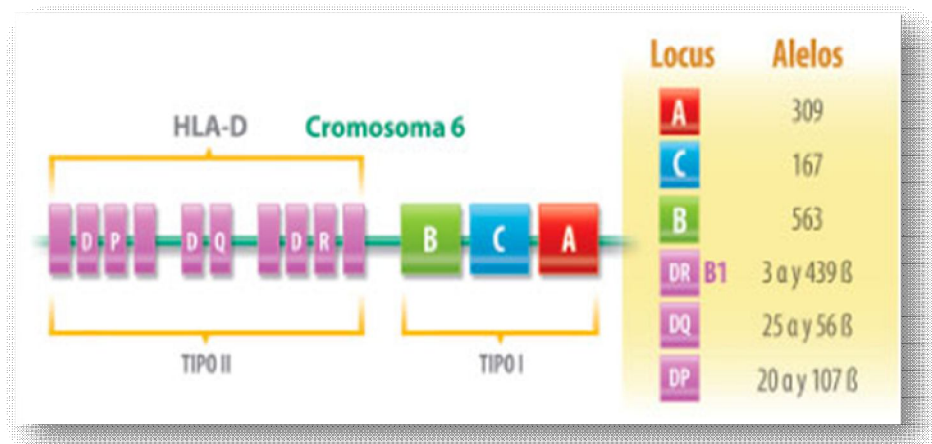 HLA-D
Cromosoma 6
D P D Q D R B C A
TIPO II
TIPO I
Locus Alelos
A 309
C 167
B 563
DR B1 3 α y 439 ß
DQ 25 α y 56 ß
DP 20 α y 107 ß